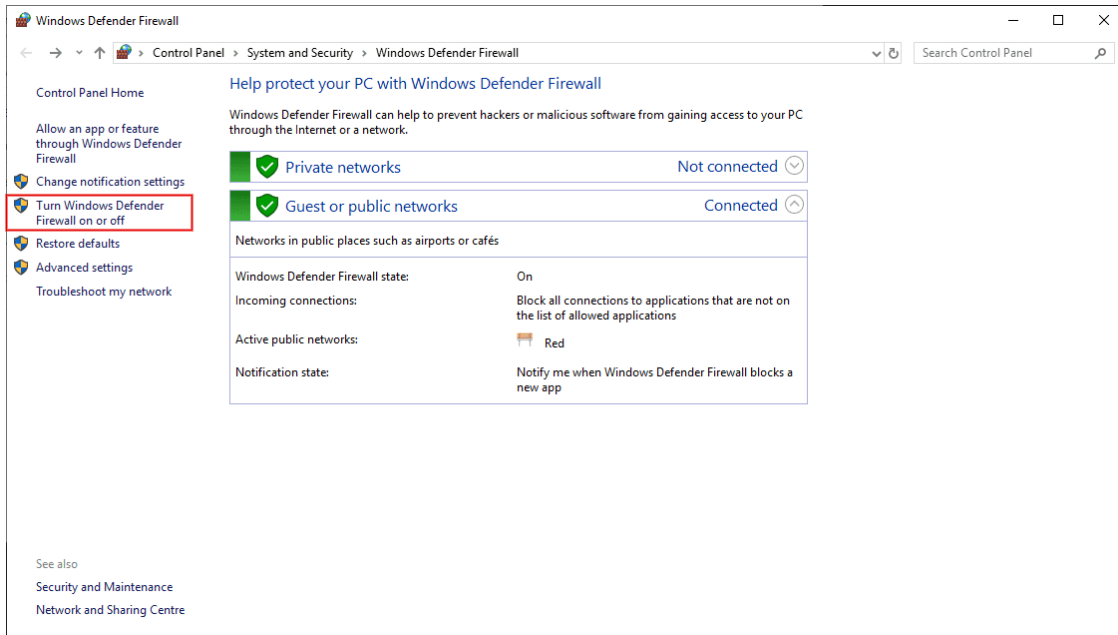 Windows Defender Firewall
Control Panel > System and Security > Windows Defender Firewall
Search Control Panel
Control Panel Home
Allow an app or feature
through Windows Defender
Firewall
Change notification settings
Turn Windows Defender
Firewall on or off
Restore defaults
Advanced settings
Troubleshoot my network
See also
Security and Maintenance
Network and Sharing Centre
Help protect your PC with Windows Defender Firewall
Windows Defender Firewall can help to prevent hackers or malicious software from gaining access to your PC
through the Internet or a network.
Private networks Not connected
Guest or public networks Connected
Networks in public places such as airports or cafés
Windows Defender Firewall state: On
Incoming connections: Block all connections to applications that are not on
the list of allowed applications
Active public networks: Red
Notification state: Notify me when Windows Defender Firewall blocks a
new app